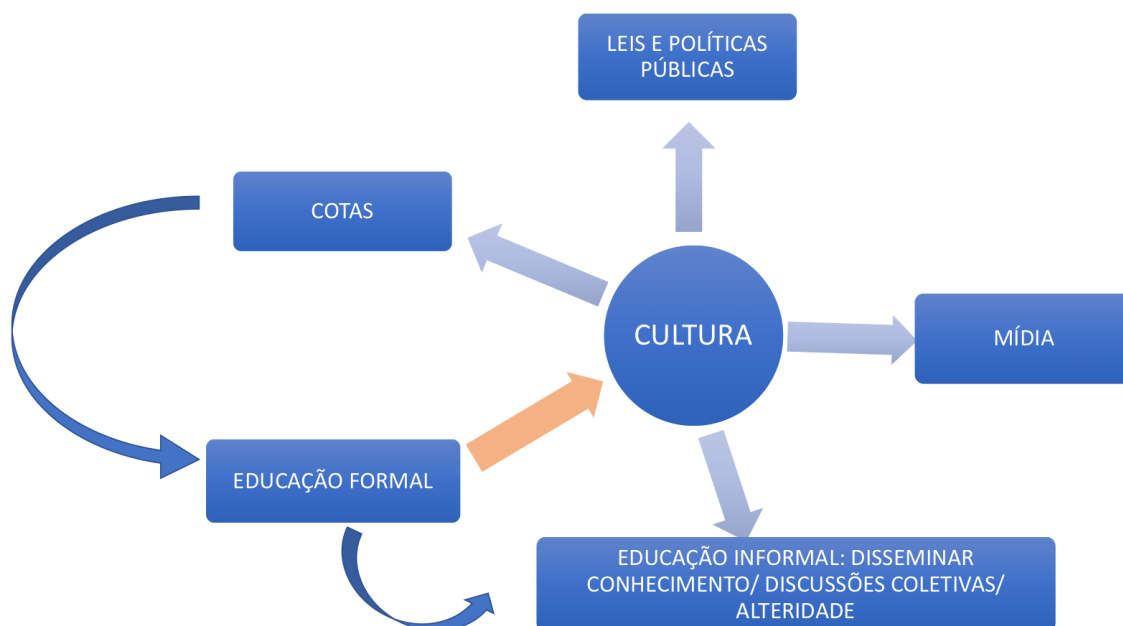 LEIS E POLÍTICAS
PÚBLICAS
COTAS
CULTURA
MÍDIA
EDUCAÇÃO FORMAL
EDUCAÇÃO INFORMAL: DISSEMINAR
CONHECIMENTO/ DISCUSSÕES COLETIVAS/
ALTERIDADE